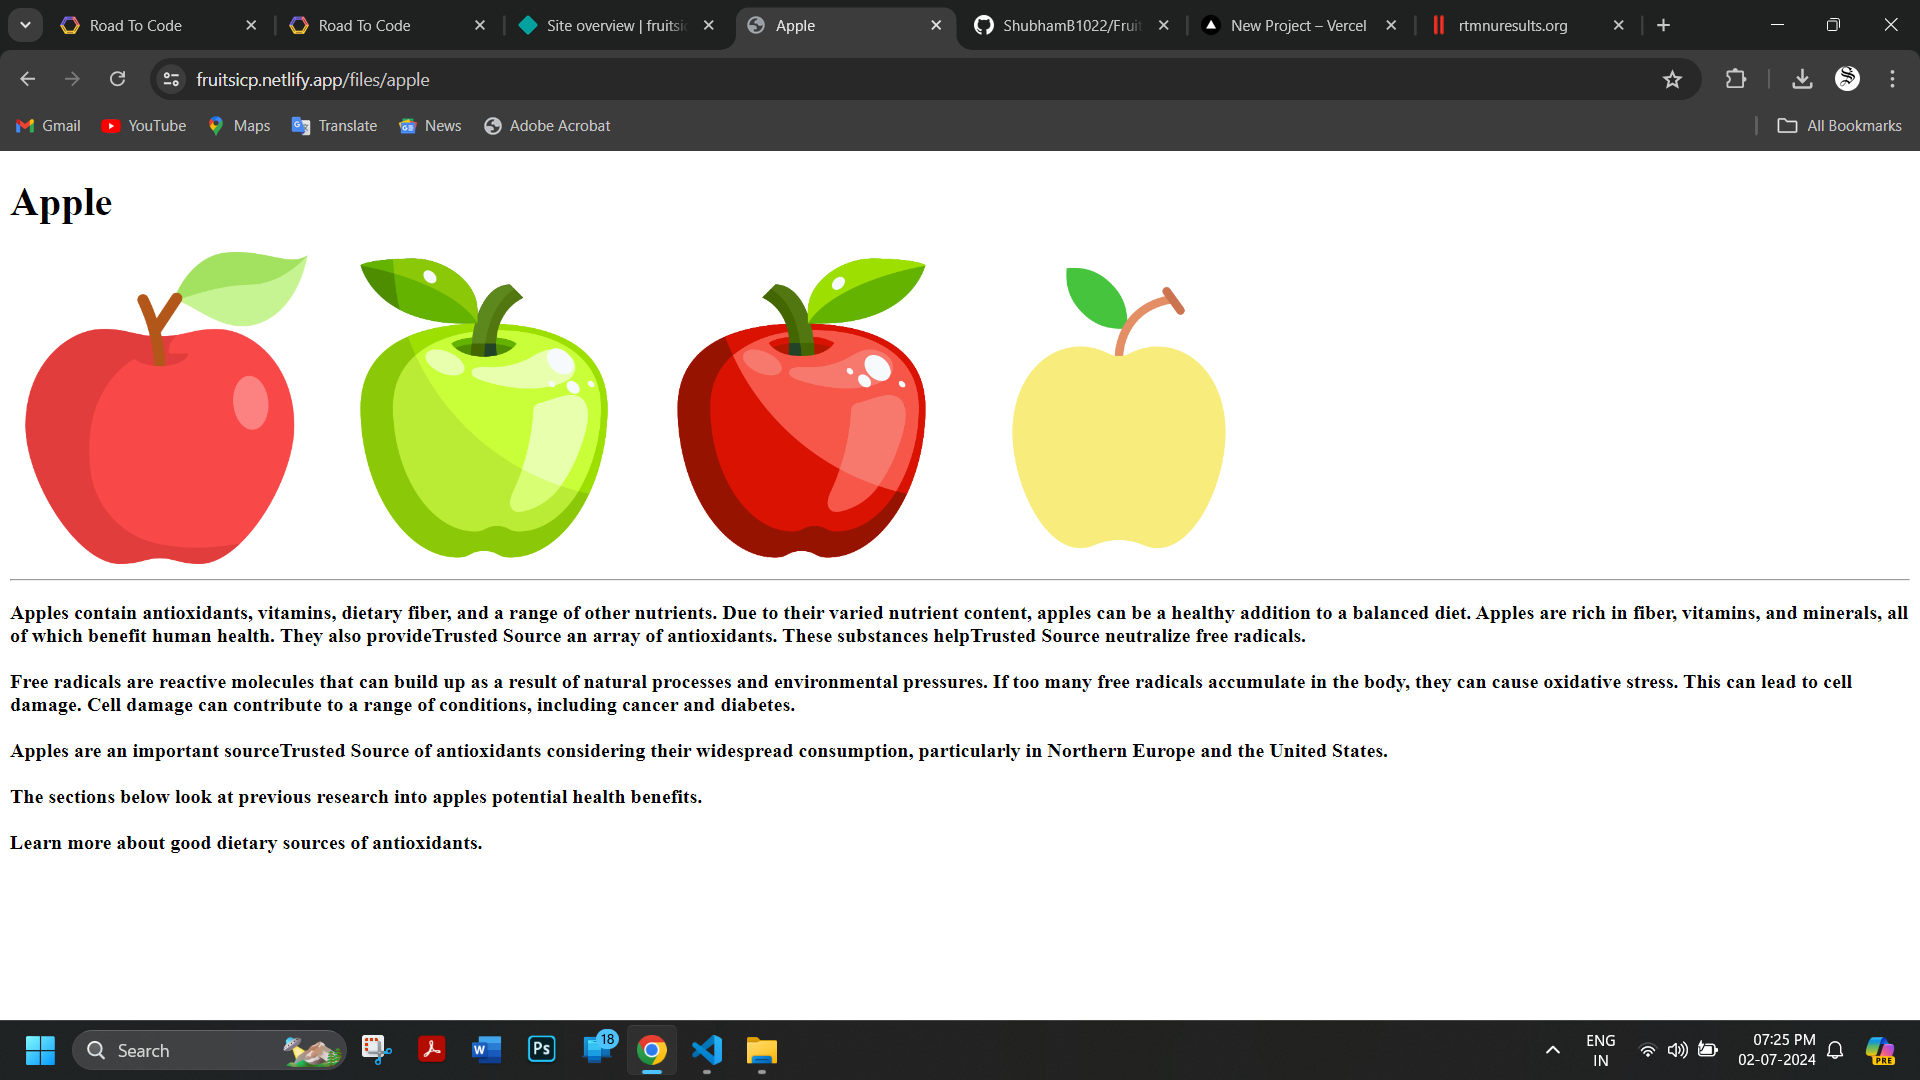 Road To Code
Road To Code
Site overview | fruitsic
Apple
ShubhamB1022/Fruit
New Project – Vercel
rtmnuresults.org
fruitsicp.netlify.app/files/apple
Gmail
YouTube
Maps
Translate
News
Adobe Acrobat
All Bookmarks
Apple
Apples contain antioxidants, vitamins, dietary fiber, and a range of other nutrients. Due to their varied nutrient content, apples can be a healthy addition to a balanced diet. Apples are rich in fiber, vitamins, and minerals, all
of which benefit human health. They also provideTrusted Source an array of antioxidants. These substances helpTrusted Source neutralize free radicals.
Free radicals are reactive molecules that can build up as a result of natural processes and environmental pressures. If too many free radicals accumulate in the body, they can cause oxidative stress. This can lead to cell
damage. Cell damage can contribute to a range of conditions, including cancer and diabetes.
Apples are an important sourceTrusted Source of antioxidants considering their widespread consumption, particularly in Northern Europe and the United States.
The sections below look at previous research into apples potential health benefits.
Learn more about good dietary sources of antioxidants.
Search
W
Ps
18
ENG
IN
07:25 PM
02-07-2024
PRE